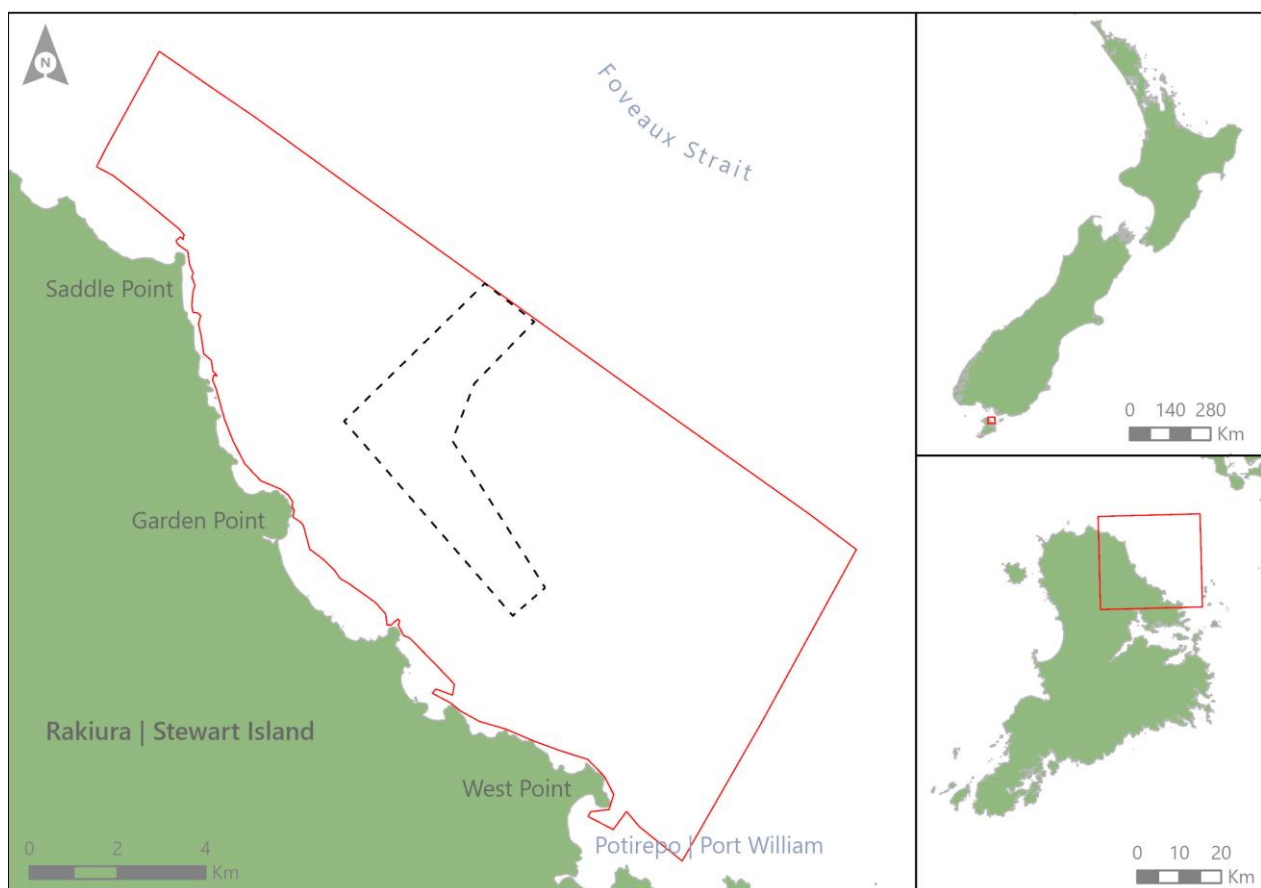 N
Foveaux Strait
Saddle Point
Garden Point
Rakiura | Stewart Island
West Point
Potirepo | Port William
0 2 4
Km
0 140 280
Km
0 10 20
Km